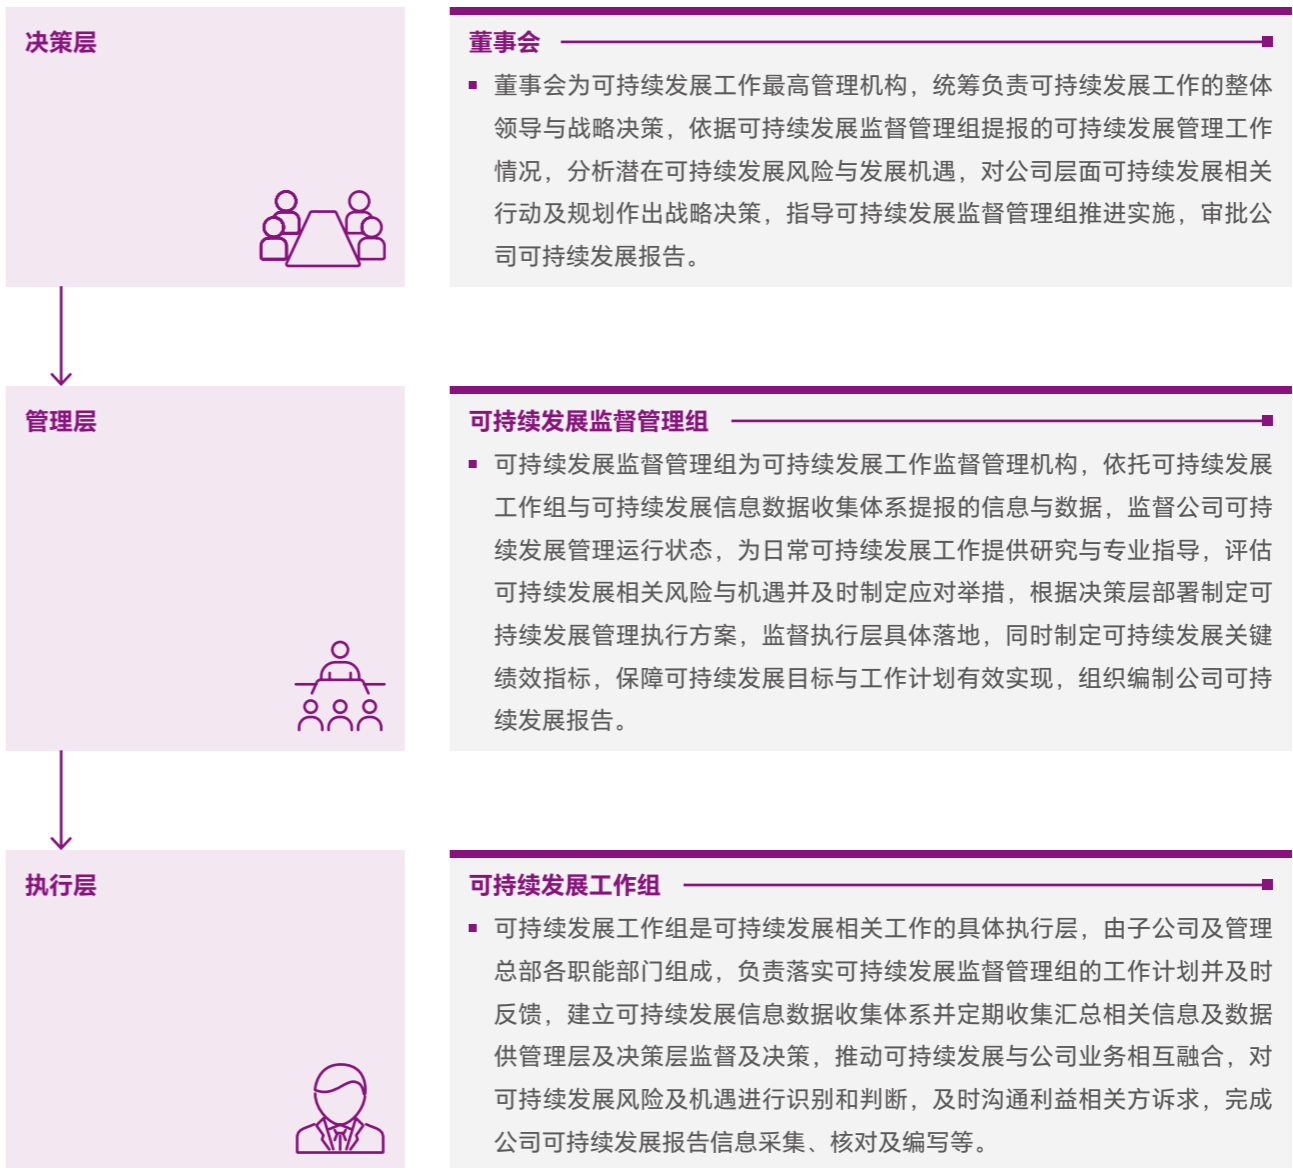 决策层
董事会
董事会为可持续发展工作最高管理机构，统筹负责可持续发展工作的整体
领导与战略决策，依据可持续发展监督管理组提报的可持续发展管理工作
情况，分析潜在可持续发展风险与发展机遇，对公司层面可持续发展相关
行动及规划作出战略决策，指导可持续发展监督管理组推进实施，审批公
司可持续发展报告。
管理层
可持续发展监督管理组
可持续发展监督管理组为可持续发展工作监督管理机构，依托可持续发展
工作组与可持续发展信息数据收集体系提报的信息与数据，监督公司可持
续发展管理运行状态，为日常可持续发展工作提供研究与专业指导，评估
可持续发展相关风险与机遇并及时制定应对举措，根据决策层部署制定可
持续发展管理执行方案，监督执行层具体落地，同时制定可持续发展关键
绩效指标，保障可持续发展目标与工作计划有效实现，组织编制公司可持
续发展报告。
执行层
可持续发展工作组
可持续发展工作组是可持续发展相关工作的具体执行层，由子公司及管理
总部各职能部门组成，负责落实可持续发展监督管理组的工作计划并及时
反馈，建立可持续发展信息数据收集体系并定期收集汇总相关信息及数据
供管理层及决策层监督及决策，推动可持续发展与公司业务相互融合，对
可持续发展风险及机遇进行识别和判断，及时沟通利益相关方诉求，完成
公司可持续发展报告信息采集、核对及编写等。